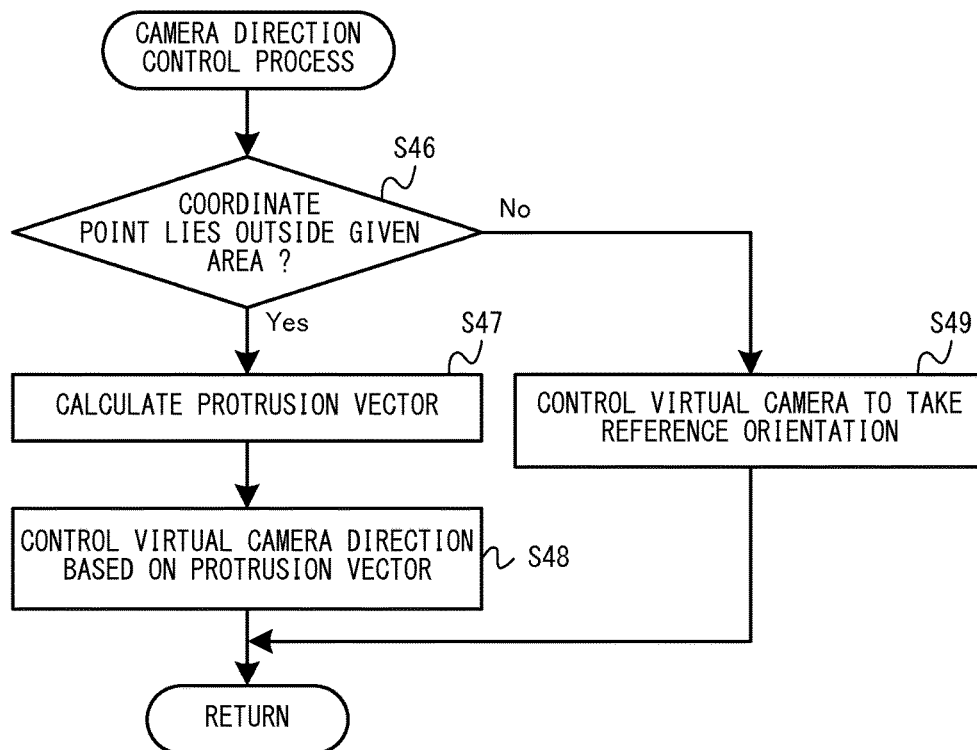 CAMERA DIRECTION
CONTROL PROCESS
S46
COORDINATE
POINT LIES OUTSIDE GIVEN
AREA ?
No
Yes
S47
CALCULATE PROTRUSION VECTOR
S49
CONTROL VIRTUAL CAMERA TO TAKE
REFERENCE ORIENTATION
CONTROL VIRTUAL CAMERA DIRECTION
BASED ON PROTRUSION VECTOR
S48
RETURN